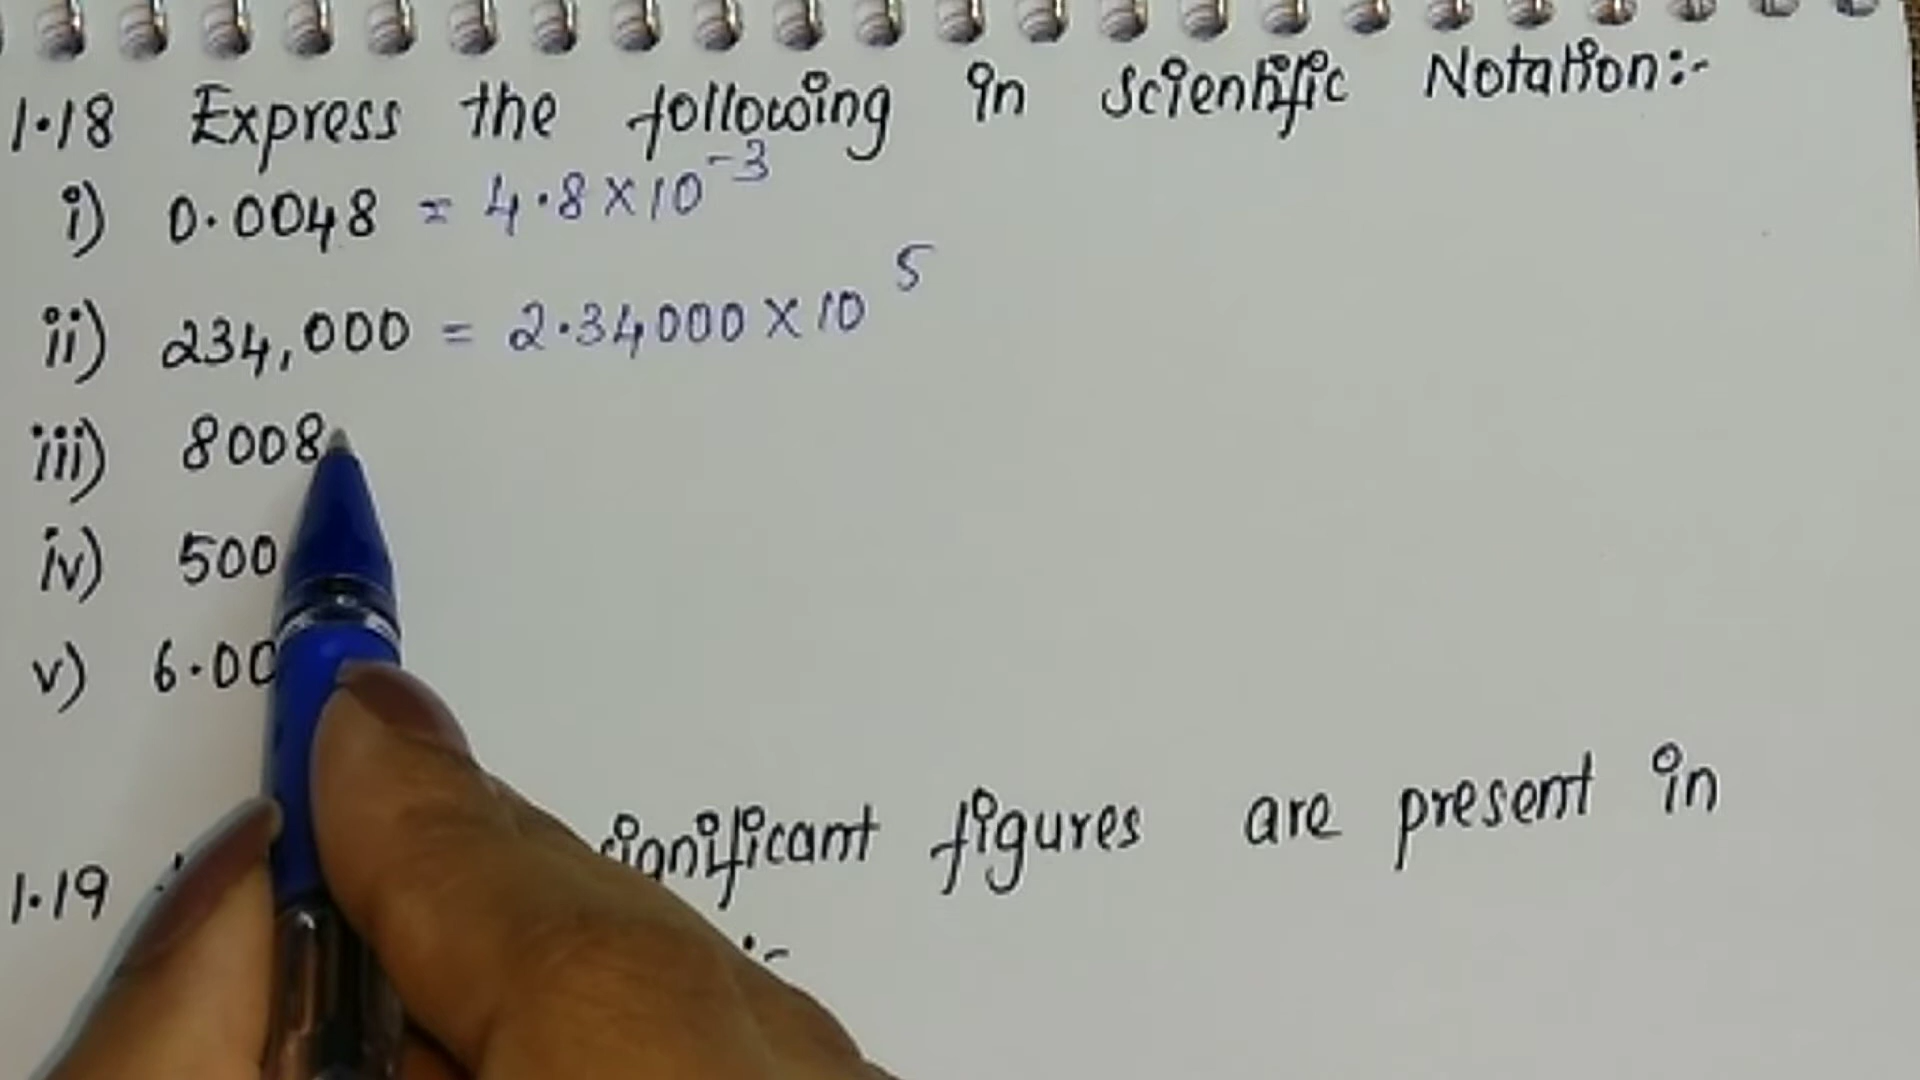 1.18 Express the following in Scientific Notation:-
i) 0.0048 = 4.8 × 10⁻³
ii) 234,000 = 2.34000 × 10⁵
iii) 8008
iv) 500
v) 6.00
1.19 significant figures are present in
:-